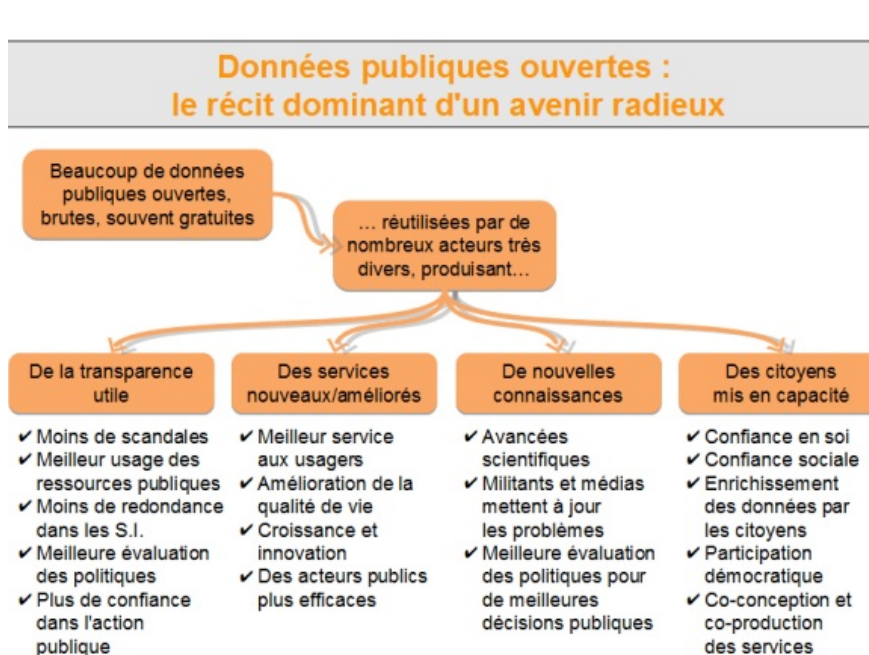 Données publiques ouvertes :
le récit dominant d'un avenir radieux
Beaucoup de données
publiques ouvertes,
brutes, souvent gratuites
… réutilisées par de
nombreux acteurs très
divers, produisant…
De la transparence
utile
✔ Moins de scandales
✔ Meilleur usage des
ressources publiques
✔ Moins de redondance
dans les S.I.
✔ Meilleure évaluation
des politiques
✔ Plus de confiance
dans l'action
publique
Des services
nouveaux/améliorés
✔ Meilleur service
aux usagers
✔ Amélioration de la
qualité de vie
✔ Croissance et
innovation
✔ Des acteurs publics
plus efficaces
De nouvelles
connaissances
✔ Avancées
scientifiques
✔ Militants et médias
mettent à jour
les problèmes
✔ Meilleure évaluation
des politiques pour
de meilleures
décisions publiques
Des citoyens
mis en capacité
✔ Confiance en soi
✔ Confiance sociale
✔ Enrichissement
des données par
les citoyens
✔ Participation
démocratique
✔ Co-conception et
co-production
des services